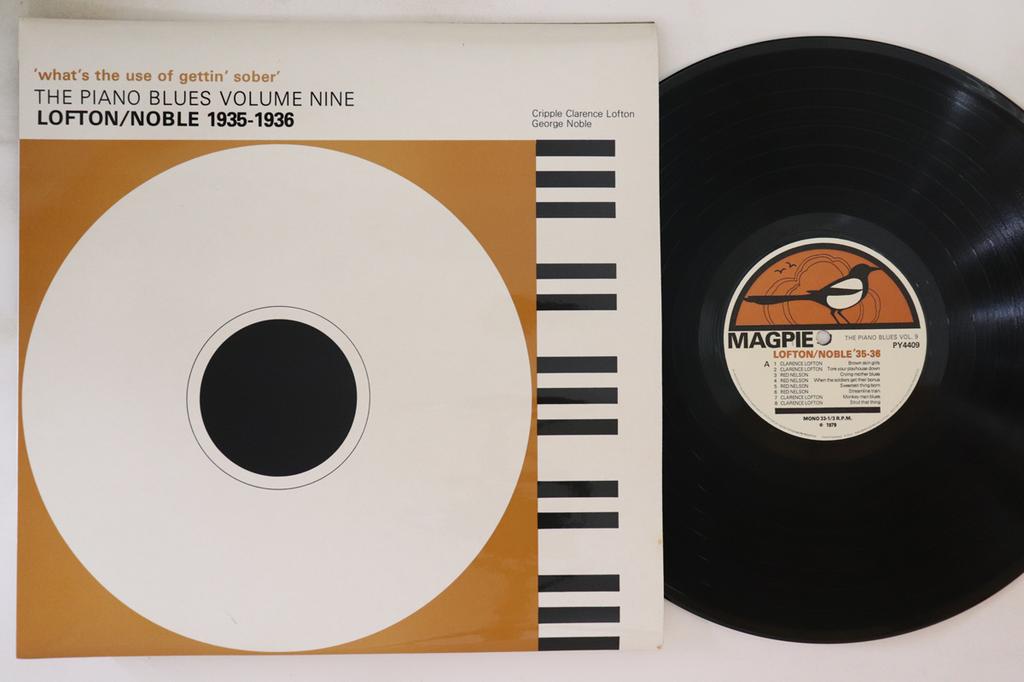 'what's the use of gettin' sober'
THE PIANO BLUES VOLUME NINE
LOFTON/NOBLE 1935-1936
Cripple Clarence Lofton
George Noble
MAGPIE
THE PIANO BLUES VOL. 9
PY4409
LOFTON/NOBLE '35-36
A 1 CLARENCE LOFTON Brown skin girls
2 CLARENCE LOFTON Tore your playhouse down
3 RED NELSON Crying mother blues
4 RED NELSON When the soldiers get their bonus
5 RED NELSON Sweetest thing born
6 RED NELSON Streamline train
7 CLARENCE LOFTON Monkey man blues
8 CLARENCE LOFTON Strut that thing
MONO 33-1/3 R.P.M.
℗ 1979